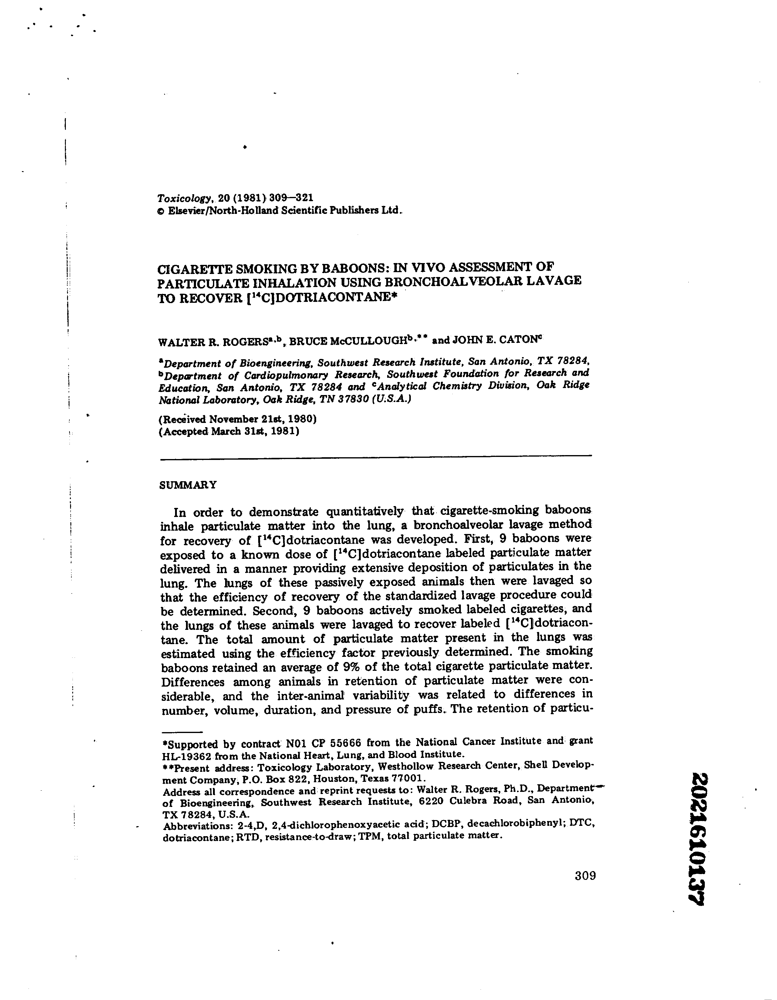 Toxicology, 20 (1981) 309—321
© Elsevier/North-Holland Scientific Publishers Ltd.
CIGARETTE SMOKING BY BABOONS: IN VIVO ASSESSMENT OF
PARTICULATE INHALATION USING BRONCHOALVEOLAR LAVAGE
TO RECOVER [¹⁴C]DOTRIACONTANE*
WALTER R. ROGERSᵃ,ᵇ, BRUCE McCULLOUGHᵇ,** and JOHN E. CATONᶜ
ᵃDepartment of Bioengineering, Southwest Research Institute, San Antonio, TX 78284,
ᵇDepartment of Cardiopulmonary Research, Southwest Foundation for Research and
Education, San Antonio, TX 78284 and ᶜAnalytical Chemistry Division, Oak Ridge
National Laboratory, Oak Ridge, TN 37830 (U.S.A.)
(Received November 21st, 1980)
(Accepted March 31st, 1981)
SUMMARY
In order to demonstrate quantitatively that cigarette-smoking baboons
inhale particulate matter into the lung, a bronchoalveolar lavage method
for recovery of [¹⁴C]dotriacontane was developed. First, 9 baboons were
exposed to a known dose of [¹⁴C]dotriacontane labeled particulate matter
delivered in a manner providing extensive deposition of particulates in the
lung. The lungs of these passively exposed animals then were lavaged so
that the efficiency of recovery of the standardized lavage procedure could
be determined. Second, 9 baboons actively smoked labeled cigarettes, and
the lungs of these animals were lavaged to recover labeled [¹⁴C]dotriacon-
tane. The total amount of particulate matter present in the lungs was
estimated using the efficiency factor previously determined. The smoking
baboons retained an average of 9% of the total cigarette particulate matter.
Differences among animals in retention of particulate matter were con-
siderable, and the inter-animal variability was related to differences in
number, volume, duration, and pressure of puffs. The retention of particu-
*Supported by contract N01 CP 55666 from the National Cancer Institute and grant
HL-19362 from the National Heart, Lung, and Blood Institute.
**Present address: Toxicology Laboratory, Westhollow Research Center, Shell Develop-
ment Company, P.O. Box 822, Houston, Texas 77001.
Address all correspondence and reprint requests to: Walter R. Rogers, Ph.D., Department
of Bioengineering, Southwest Research Institute, 6220 Culebra Road, San Antonio,
TX 78284, U.S.A.
Abbreviations: 2-4,D, 2,4-dichlorophenoxyacetic acid; DCBP, decachlorobiphenyl; DTC,
dotriacontane; RTD, resistance-to-draw; TPM, total particulate matter.
309
2021610137